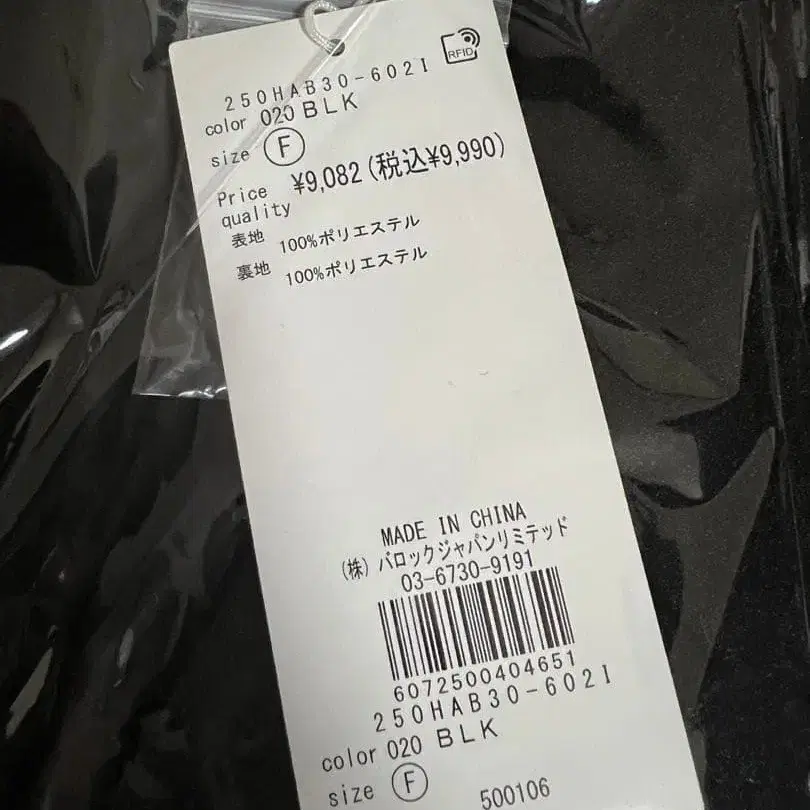 RFID
250HAB30-602I
color 020 BLK
size F
Price ¥9,082 (税込¥9,990)
quality
表地 100%ポリエステル
裏地 100%ポリエステル
MADE IN CHINA
(株) バロックジャパンリミテッド
03-6730-9191
6072500404651
250HAB30-602I
color 020 BLK
size F 500106